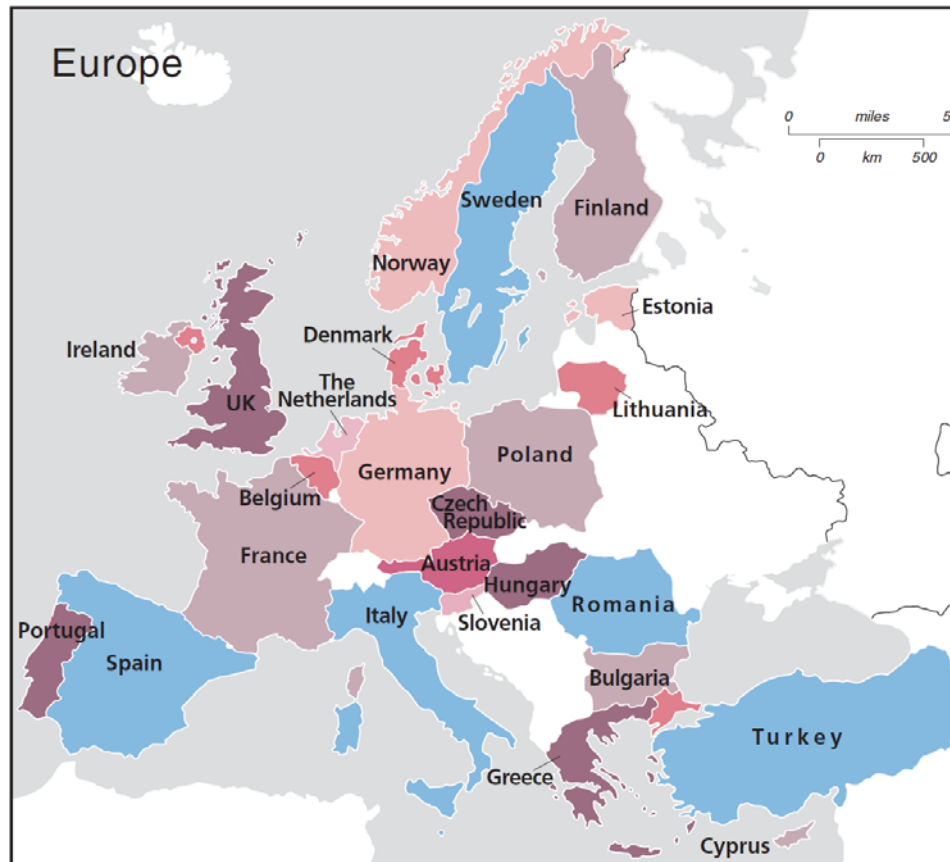 Europe
0 miles 5
0 km 500
Sweden
Finland
Norway
Estonia
Denmark
Ireland
The
Netherlands
UK
Lithuania
Poland
Germany
Belgium
Czech
Republic
France
Austria
Hungary
Romania
Italy
Slovenia
Portugal
Spain
Bulgaria
Turkey
Greece
Cyprus